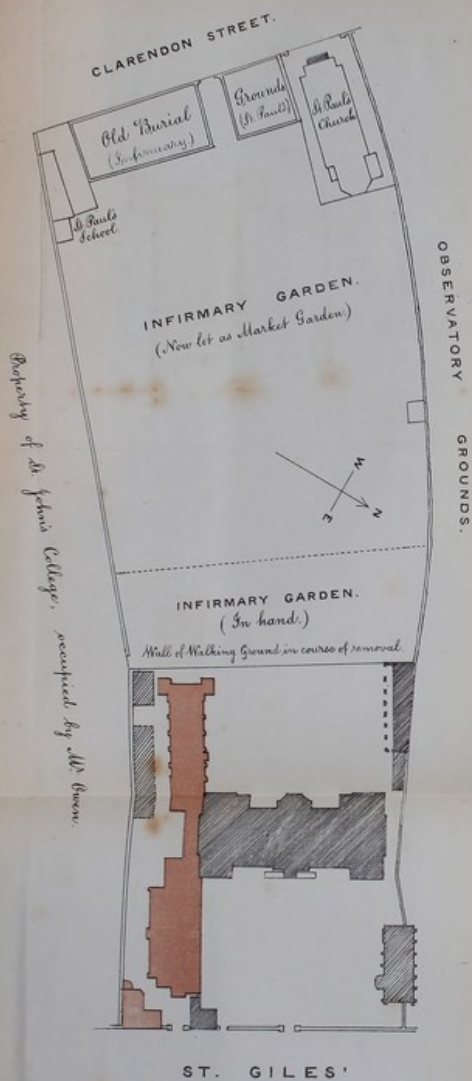 CLARENDON STREET.
Old Burial
(Infirmary.)
Grounds
(St. Paul's)
St. Paul's
Church
St. Paul's
School.
INFIRMARY GARDEN.
(Now let as Market Garden.)
OBSERVATORY GROUNDS.
Property of St. John's College, occupied by Mr. Owen.
W
N
E
INFIRMARY GARDEN.
(In hand.)
Wall of Walking Ground in course of removal.
ST. GILES'